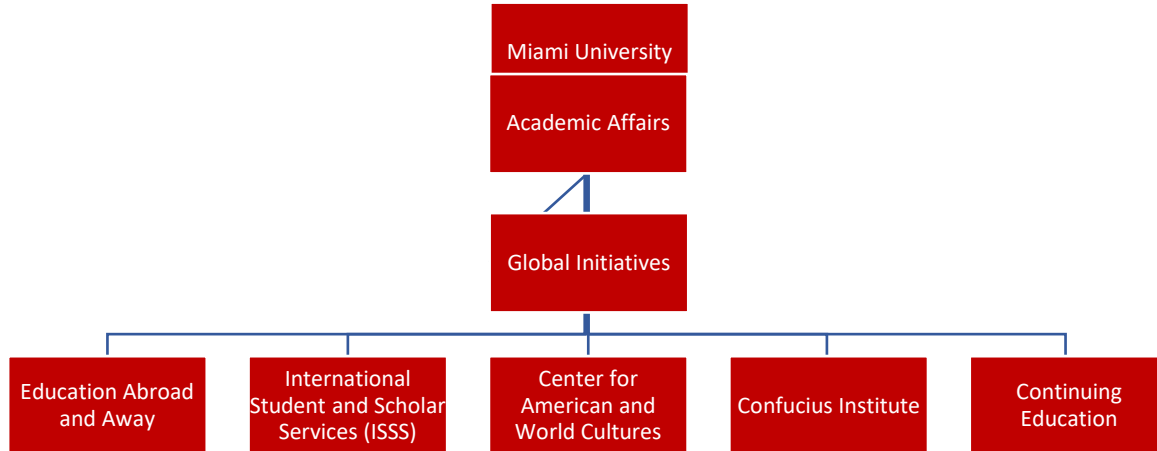 Miami University
Academic Affairs
Global Initiatives
Education Abroad
and Away
International
Student and Scholar
Services (ISSS)
Center for
American and
World Cultures
Confucius Institute
Continuing
Education